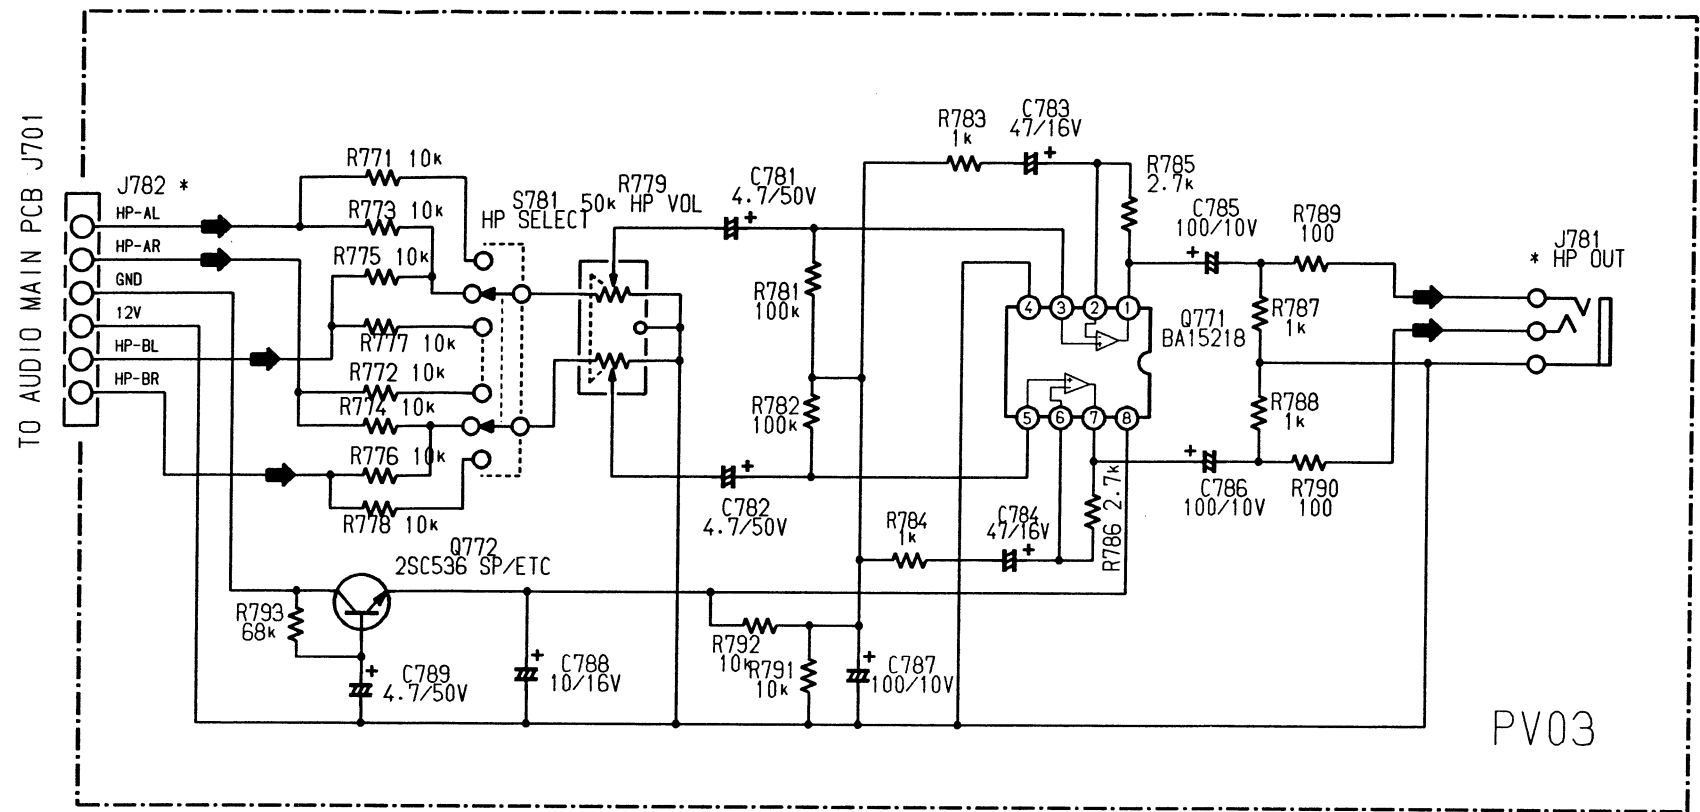 TO AUDIO MAIN PCB J701
J782 *
HP-AL
HP-AR
GND
12V
HP-BL
HP-BR
R771 10k
R773 10k
R775 10k
R777 10k
R772 10k
R774 10k
R776 10k
R778 10k
S781
HP SELECT
R779
50k HP VOL
C781
4.7/50V
+
R781
100k
R782
100k
+
C782
4.7/50V
R783
1k
C783
47/16V
+
R785
2.7k
4
3
2
1
Q771
BA15218
5
6
7
8
R784
1k
C784
47/16V
+
R786 2.7k
C785
100/10V
+
R789
100
R787
1k
R788
1k
+
C786
100/10V
R790
100
J781
* HP OUT
Q772
2SC536 SP/ETC
R793
68k
+
C789
4.7/50V
+
C788
10/16V
R792
10k
R791
10k
+
C787
100/10V
PV03